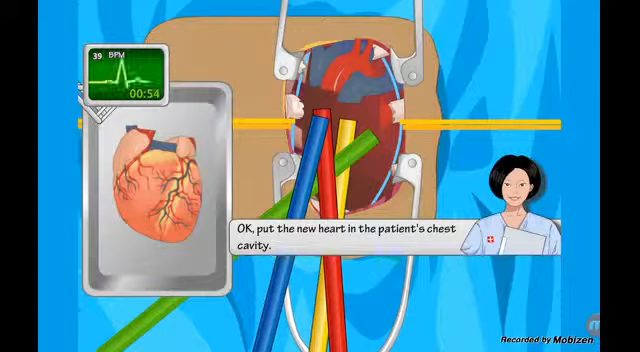 39 BPM
00:54
OK, put the new heart in the patient's chest
cavity.
Recorded by Mobizen